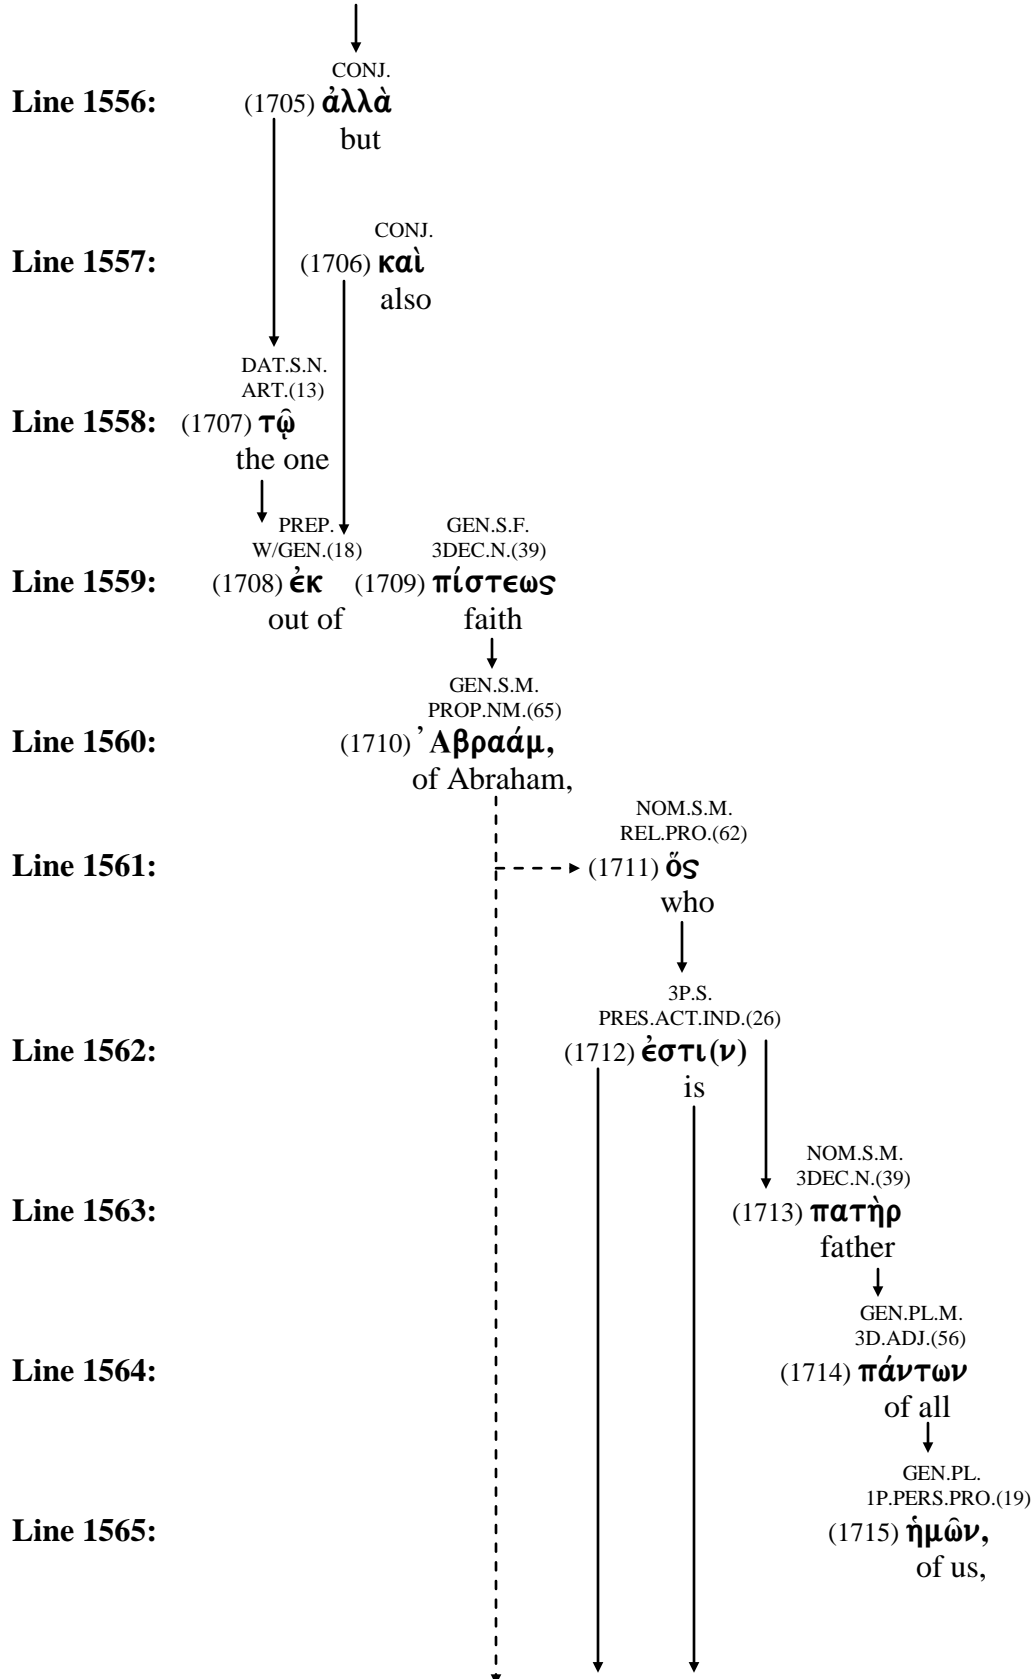 CONJ.
Line 1556: (1705) ἀλλὰ
but
CONJ.
Line 1557: (1706) καὶ
also
DAT.S.N.
ART.(13)
Line 1558: (1707) τῷ
the one
PREP. GEN.S.F.
W/GEN.(18) 3DEC.N.(39)
Line 1559: (1708) ἐκ (1709) πίστεως
out of faith
GEN.S.M.
PROP.NM.(65)
Line 1560: (1710) Ἀβραάμ,
of Abraham,
NOM.S.M.
REL.PRO.(62)
Line 1561: (1711) ὅς
who
3P.S.
PRES.ACT.IND.(26)
Line 1562: (1712) ἐστι(ν)
is
NOM.S.M.
3DEC.N.(39)
Line 1563: (1713) πατὴρ
father
GEN.PL.M.
3D.ADJ.(56)
Line 1564: (1714) πάντων
of all
GEN.PL.
1P.PERS.PRO.(19)
Line 1565: (1715) ἡμῶν,
of us,